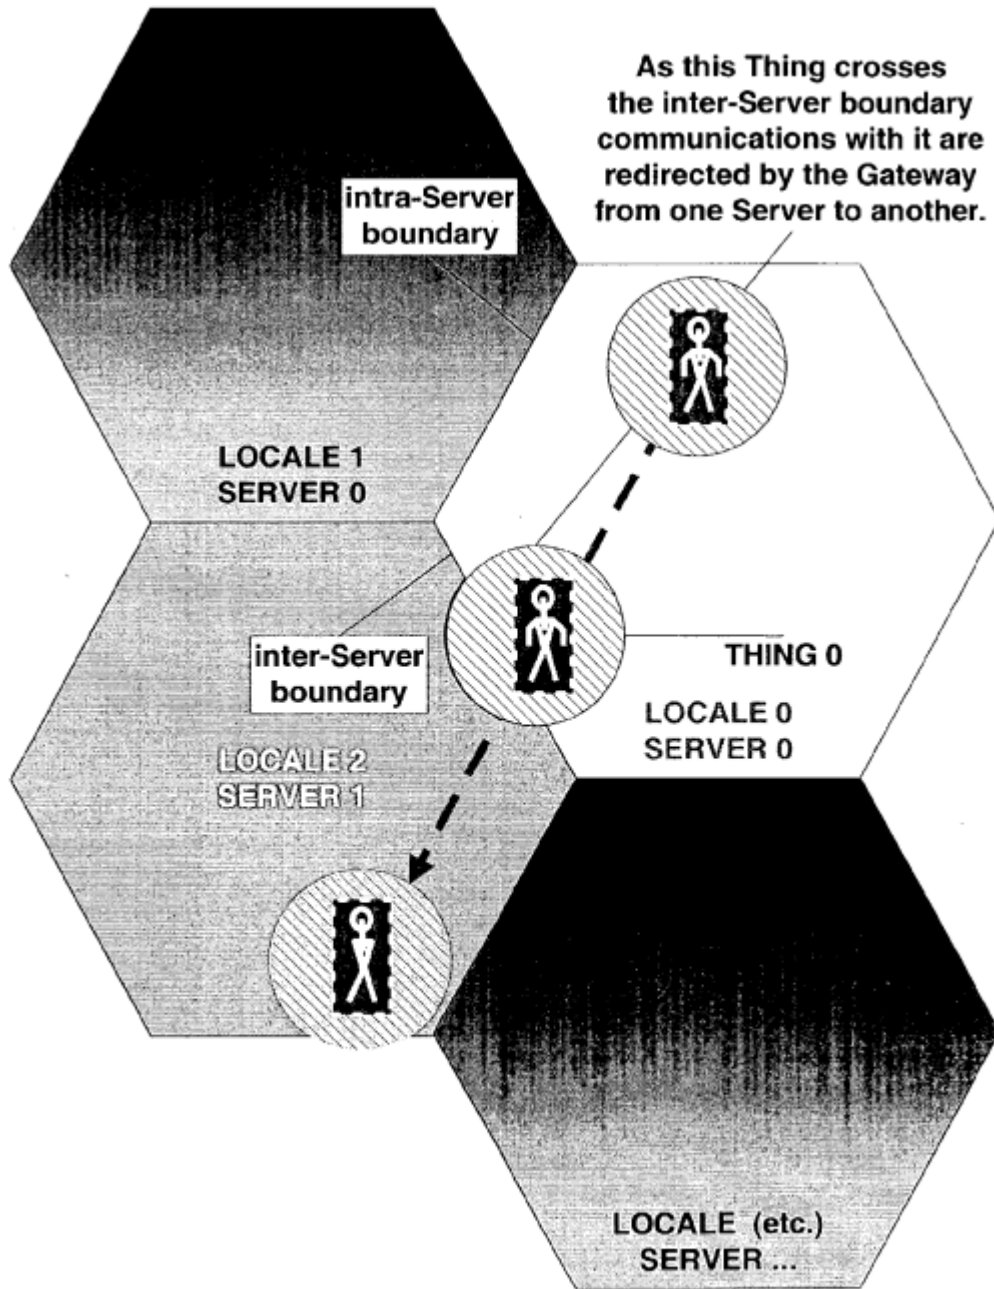 As this Thing crosses
the inter-Server boundary
communications with it are
redirected by the Gateway
from one Server to another.
intra-Server
boundary
LOCALE 1
SERVER 0
inter-Server
boundary
THING 0
LOCALE 0
SERVER 0
LOCALE 2
SERVER 1
LOCALE (etc.)
SERVER ...